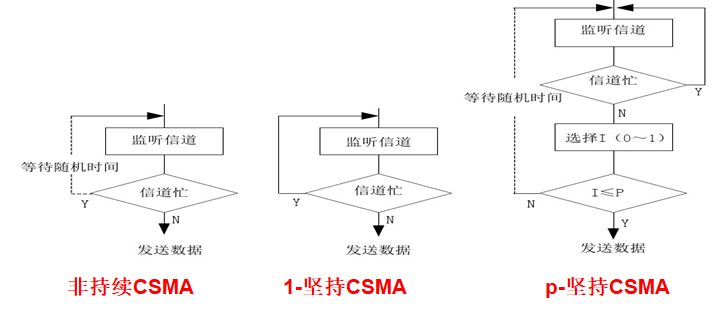 监听信道
等待随机时间
信道忙
Y
N
发送数据
非持续CSMA
监听信道
信道忙
Y
N
发送数据
1-坚持CSMA
监听信道
信道忙
Y
等待随机时间
N
选择I（0～1）
I≤P
N
Y
发送数据
p-坚持CSMA